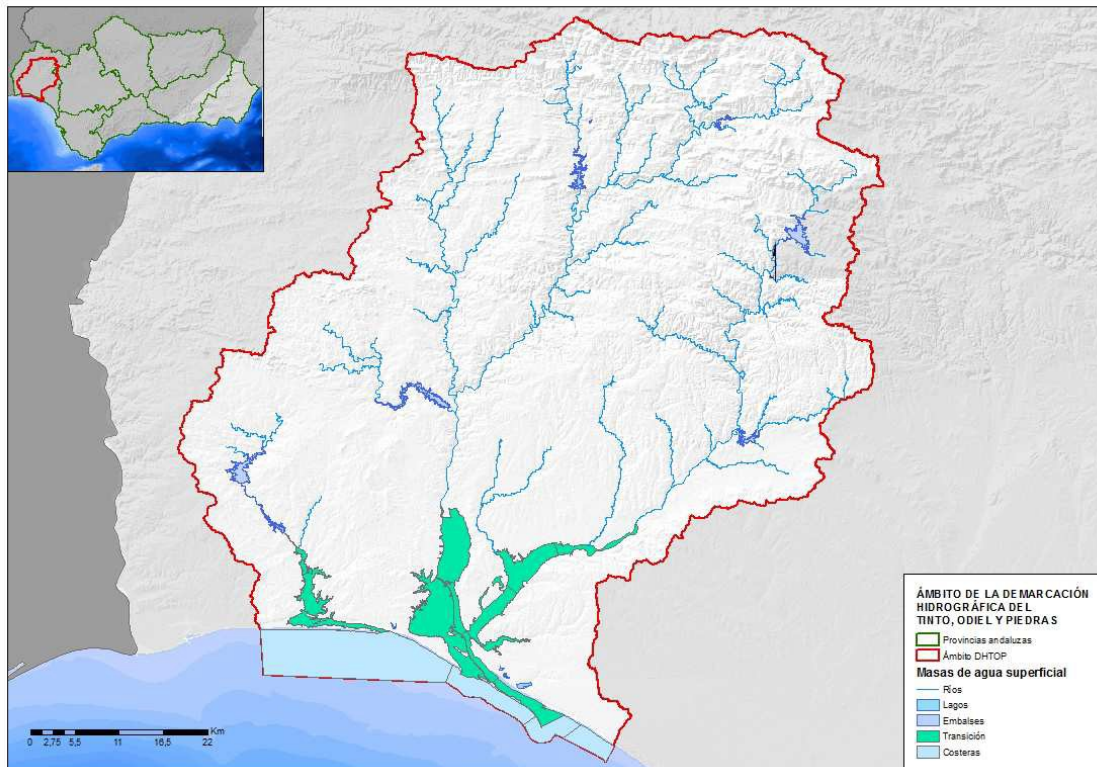 ÁMBITO DE LA DEMARCACIÓN
HIDROGRÁFICA DEL
TINTO, ODIEL Y PIEDRAS
Provincias andaluzas
Ámbito DHTOP
Masas de agua superficial
Ríos
Lagos
Embalses
Transición
Costeras
Km
0 2,75 5,5 11 16,5 22